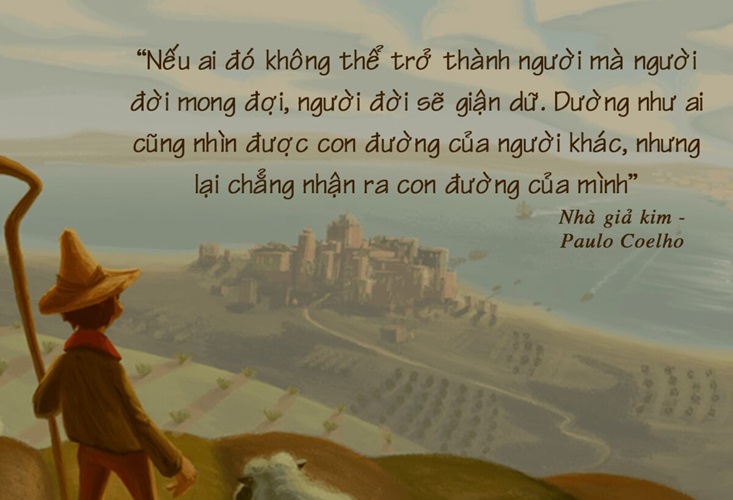 “Nếu ai đó không thể trở thành người mà người
đời mong đợi, người đời sẽ giận dữ. Dường như ai
cũng nhìn được con đường của người khác, nhưng
lại chẳng nhận ra con đường của mình”
Nhà giả kim -
Paulo Coelho